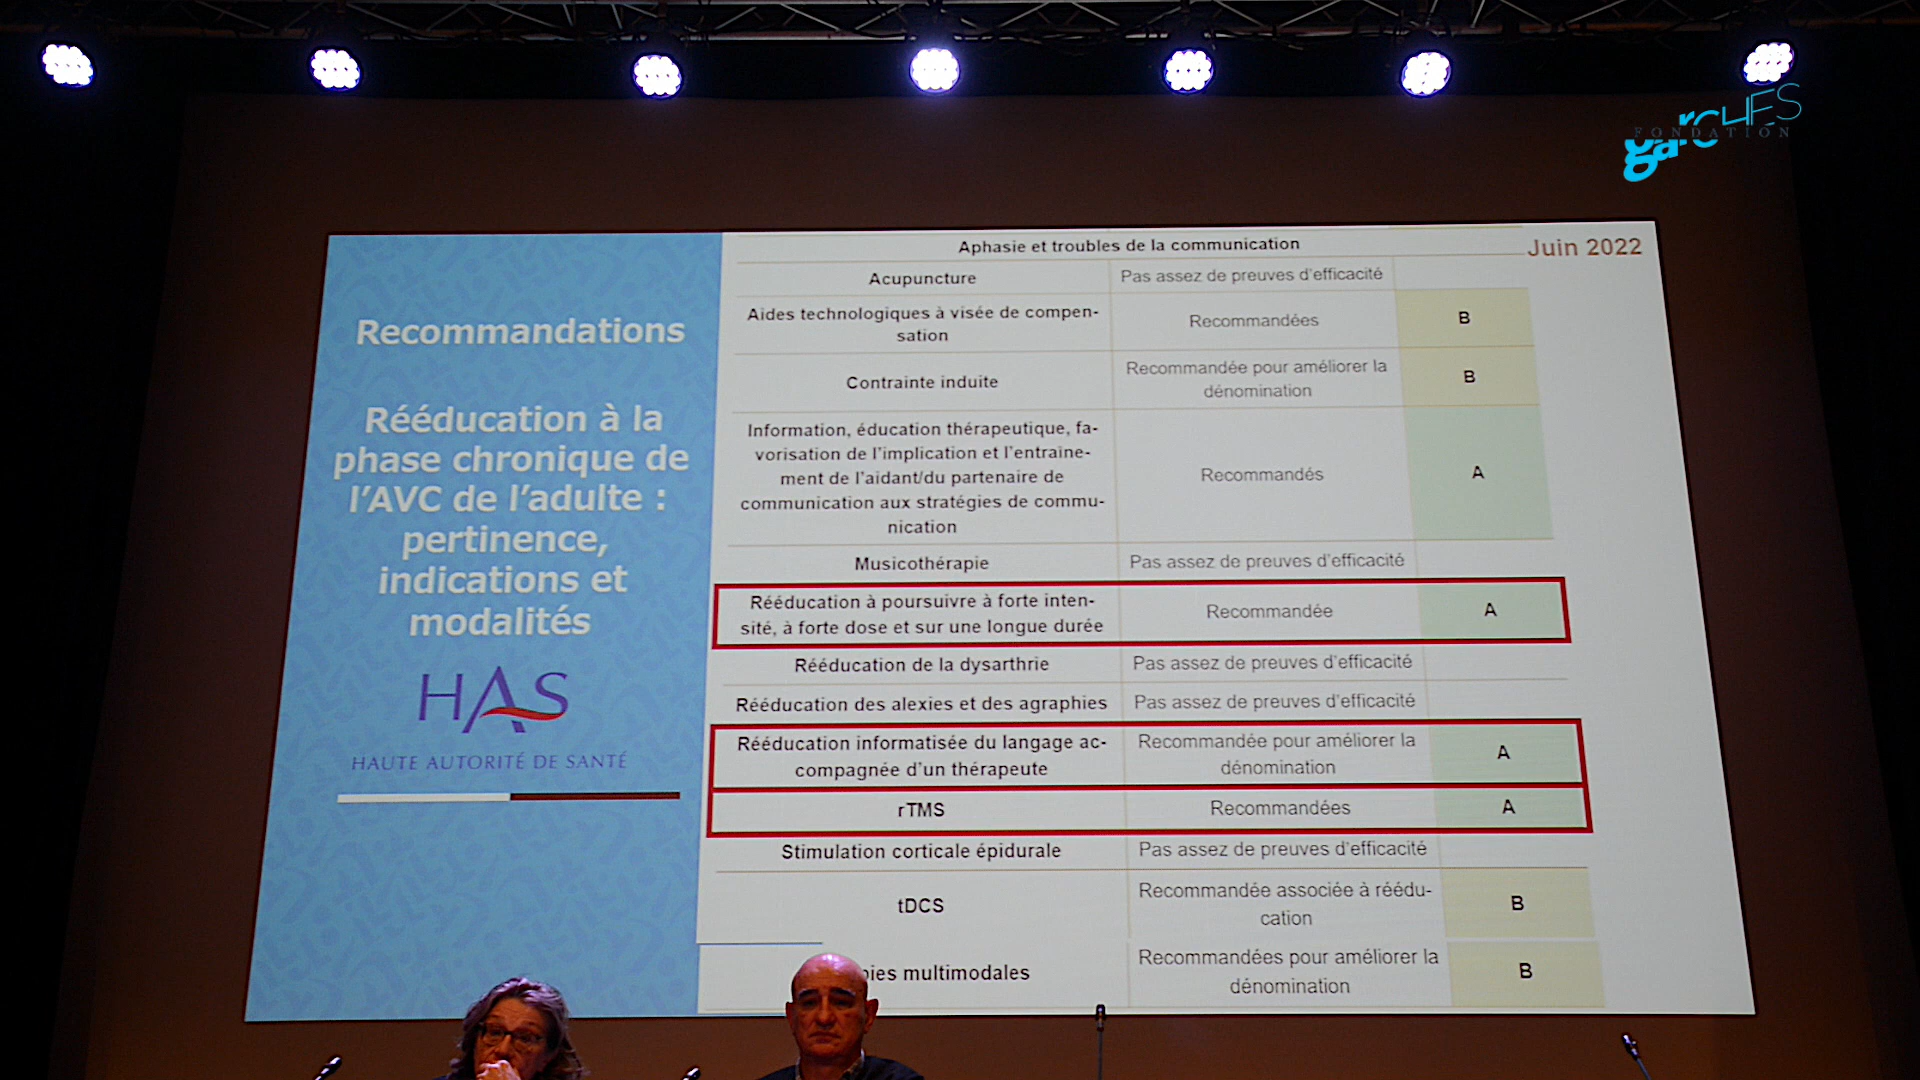 garcHES
FONDATION
Recommandations
Rééducation à la
phase chronique de
l'AVC de l'adulte :
pertinence,
indications et
modalités
HAS
HAUTE AUTORITÉ DE SANTÉ
Aphasie et troubles de la communication
Juin 2022
Acupuncture
Pas assez de preuves d'efficacité
Aides technologiques à visée de compen-
sation
Recommandées
B
Contrainte induite
Recommandée pour améliorer la
dénomination
B
Information, éducation thérapeutique, fa-
vorisation de l'implication et l'entraîne-
ment de l'aidant/du partenaire de
communication aux stratégies de commu-
nication
Recommandés
A
Musicothérapie
Pas assez de preuves d'efficacité
Rééducation à poursuivre à forte inten-
sité, à forte dose et sur une longue durée
Recommandée
A
Rééducation de la dysarthrie
Pas assez de preuves d'efficacité
Rééducation des alexies et des agraphies
Pas assez de preuves d'efficacité
Rééducation informatisée du langage ac-
compagnée d'un thérapeute
Recommandée pour améliorer la
dénomination
A
rTMS
Recommandées
A
Stimulation corticale épidurale
Pas assez de preuves d'efficacité
tDCS
Recommandée associée à réédu-
cation
B
multimodales
Recommandées pour améliorer la
dénomination
B